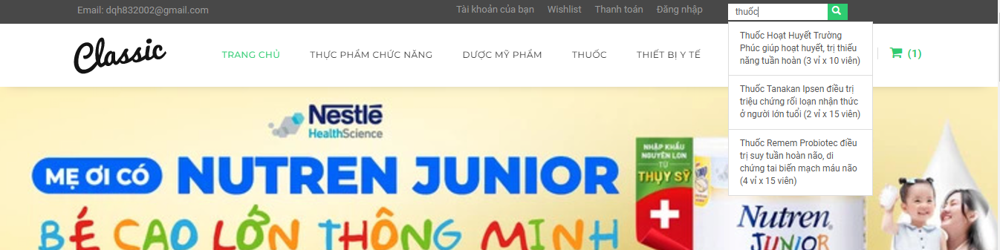 Email: dqh832002@gmail.com
Tài khoản của bạn
Wishlist
Thanh toán
Đăng nhập
thuốc
Classic
TRANG CHỦ
THỰC PHẨM CHỨC NĂNG
DƯỢC MỸ PHẨM
THUỐC
THIẾT BỊ Y TẾ
(1)
Thuốc Hoạt Huyết Trường
Phúc giúp hoạt huyết, trị thiếu
năng tuần hoàn (3 vỉ x 10 viên)
Thuốc Tanakan Ipsen điều trị
triệu chứng rối loạn nhận thức
ở người lớn tuổi (2 vỉ x 15 viên)
Thuốc Remem Probiotec điều
trị suy tuần hoàn não, di
chứng tai biến mạch máu não
(4 vỉ x 15 viên)
Nestlé
HealthScience
MẸ ƠI CÓ
NUTREN JUNIOR
BÉ CAO LỚN THÔNG MINH
NHẬP KHẨU
NGUYÊN LON
TỪ
THỤY SỸ
Nutren
JUNIOR